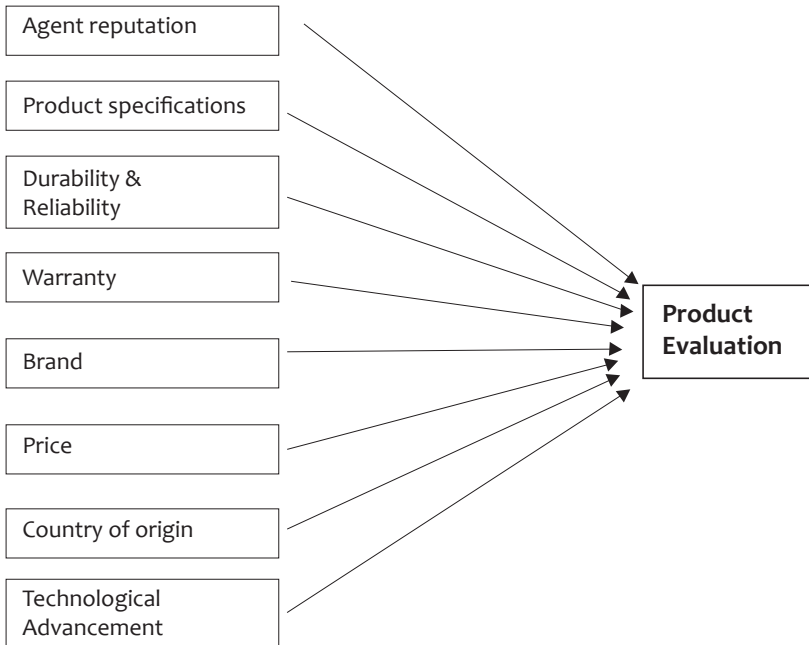 Agent reputation
Product specifications
Durability &
Reliability
Warranty
Brand
Price
Country of origin
Technological
Advancement
Product
Evaluation